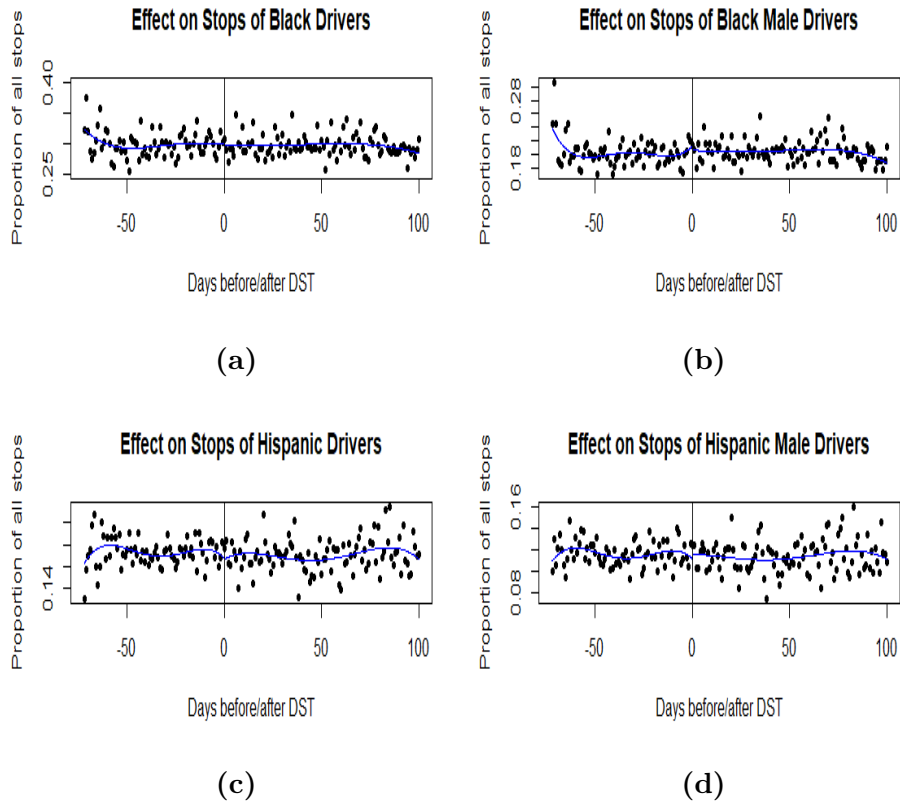 Effect on Stops of Black Drivers
Proportion of all stops
0.40
0.25
-50 0 50 100
Days before/after DST
(a)
Effect on Stops of Black Male Drivers
Proportion of all stops
0.28
0.18
-50 0 50 100
Days before/after DST
(b)
Effect on Stops of Hispanic Drivers
Proportion of all stops
0.14
-50 0 50 100
Days before/after DST
(c)
Effect on Stops of Hispanic Male Drivers
Proportion of all stops
0.16
0.08
-50 0 50 100
Days before/after DST
(d)